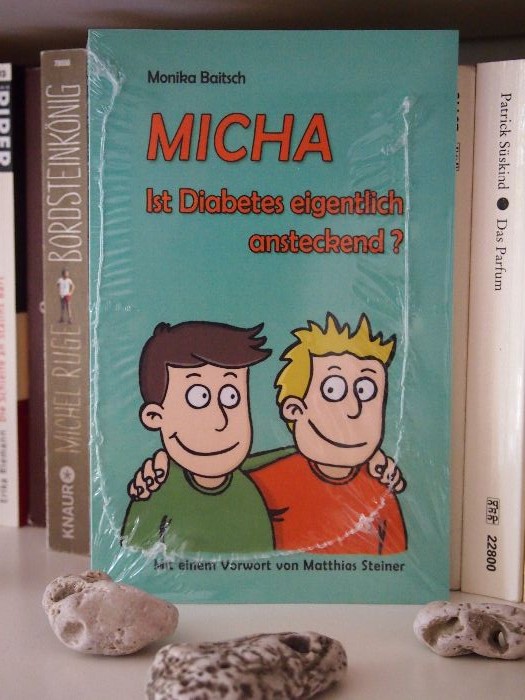 Monika Baitsch
MICHA
Ist Diabetes eigentlich
ansteckend ?
Mit einem Vorwort von Matthias Steiner
MICHEL RUGE BORDSTEINKÖNIG
KNAUR
Patrick Süskind ● Das Parfum
22800
PIPER